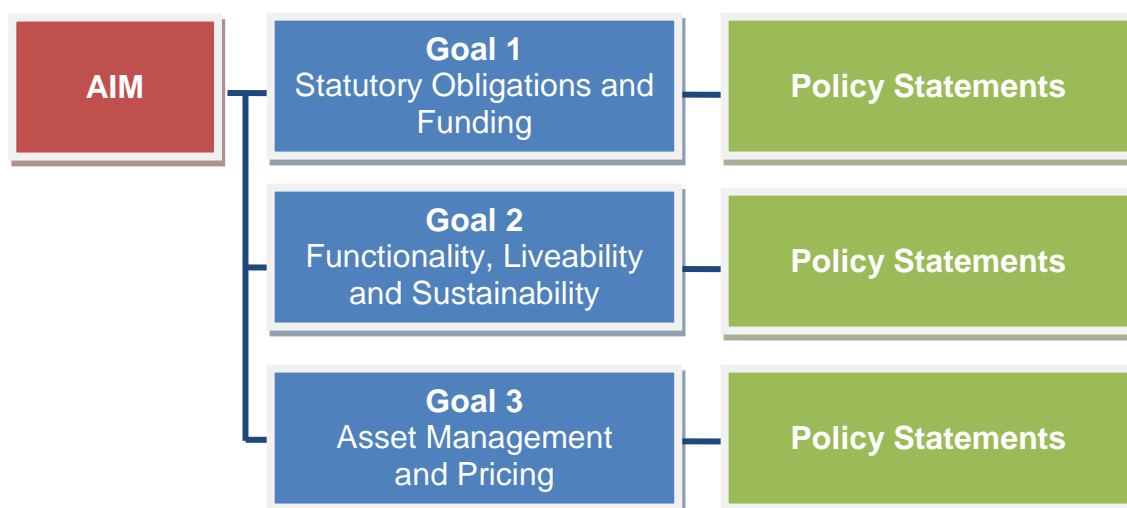 AIM
Goal 1
Statutory Obligations and
Funding
Policy Statements
Goal 2
Functionality, Liveability
and Sustainability
Policy Statements
Goal 3
Asset Management
and Pricing
Policy Statements